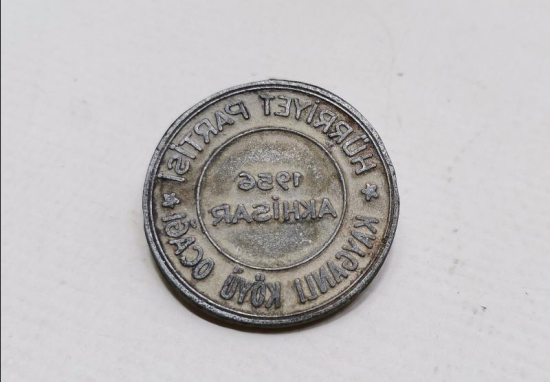 HÜRRİYET PARTİSİ
1956
AKHİSAR
★ KAYGANLI KÖYÜ OCAĞI ★